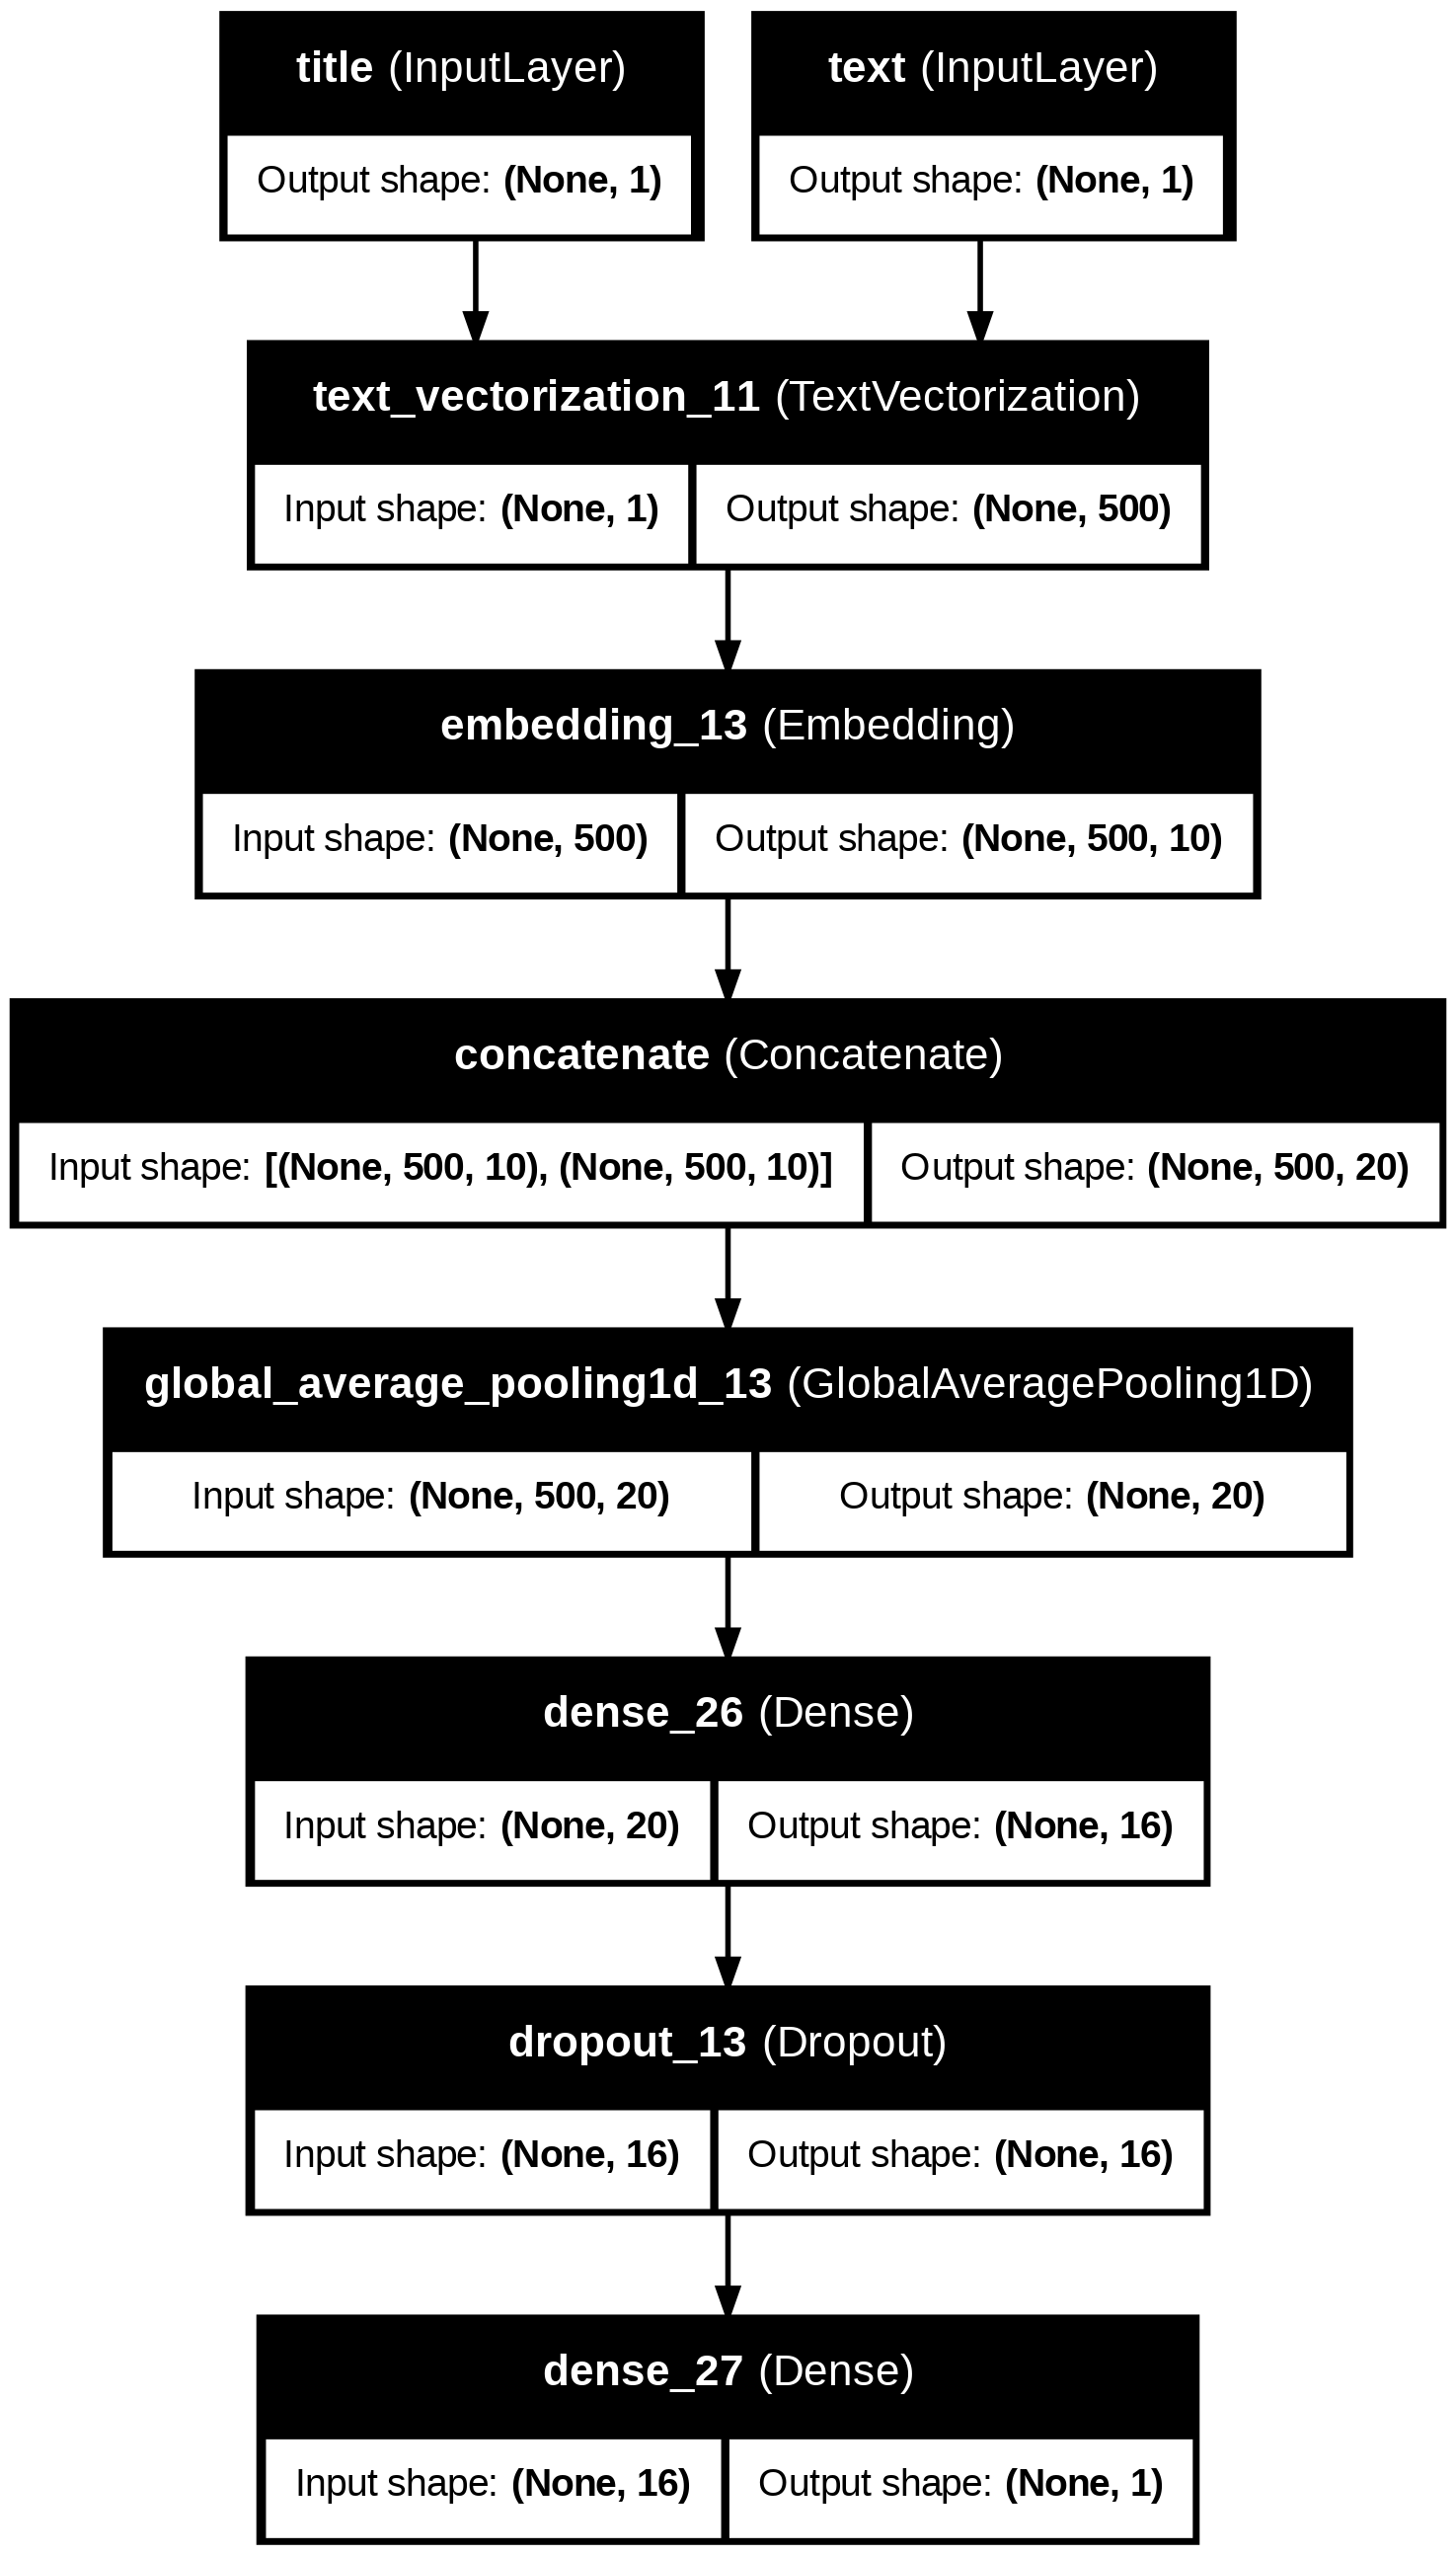 title (InputLayer)
text (InputLayer)
Output shape: (None, 1)
Output shape: (None, 1)
text_vectorization_11 (TextVectorization)
Input shape: (None, 1)
Output shape: (None, 500)
embedding_13 (Embedding)
Input shape: (None, 500)
Output shape: (None, 500, 10)
concatenate (Concatenate)
Input shape: [(None, 500, 10), (None, 500, 10)]
Output shape: (None, 500, 20)
global_average_pooling1d_13 (GlobalAveragePooling1D)
Input shape: (None, 500, 20)
Output shape: (None, 20)
dense_26 (Dense)
Input shape: (None, 20)
Output shape: (None, 16)
dropout_13 (Dropout)
Input shape: (None, 16)
Output shape: (None, 16)
dense_27 (Dense)
Input shape: (None, 16)
Output shape: (None, 1)